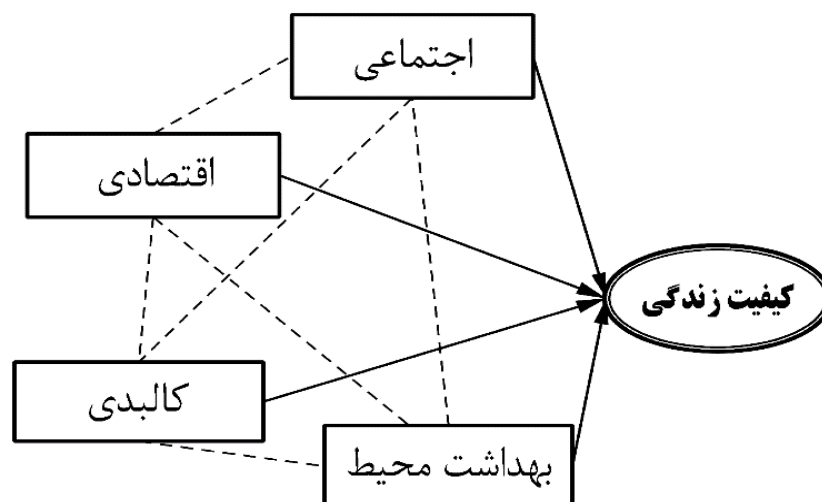 اجتماعی
اقتصادی
کیفیت زندگی
کالبدی
بهداشت محیط